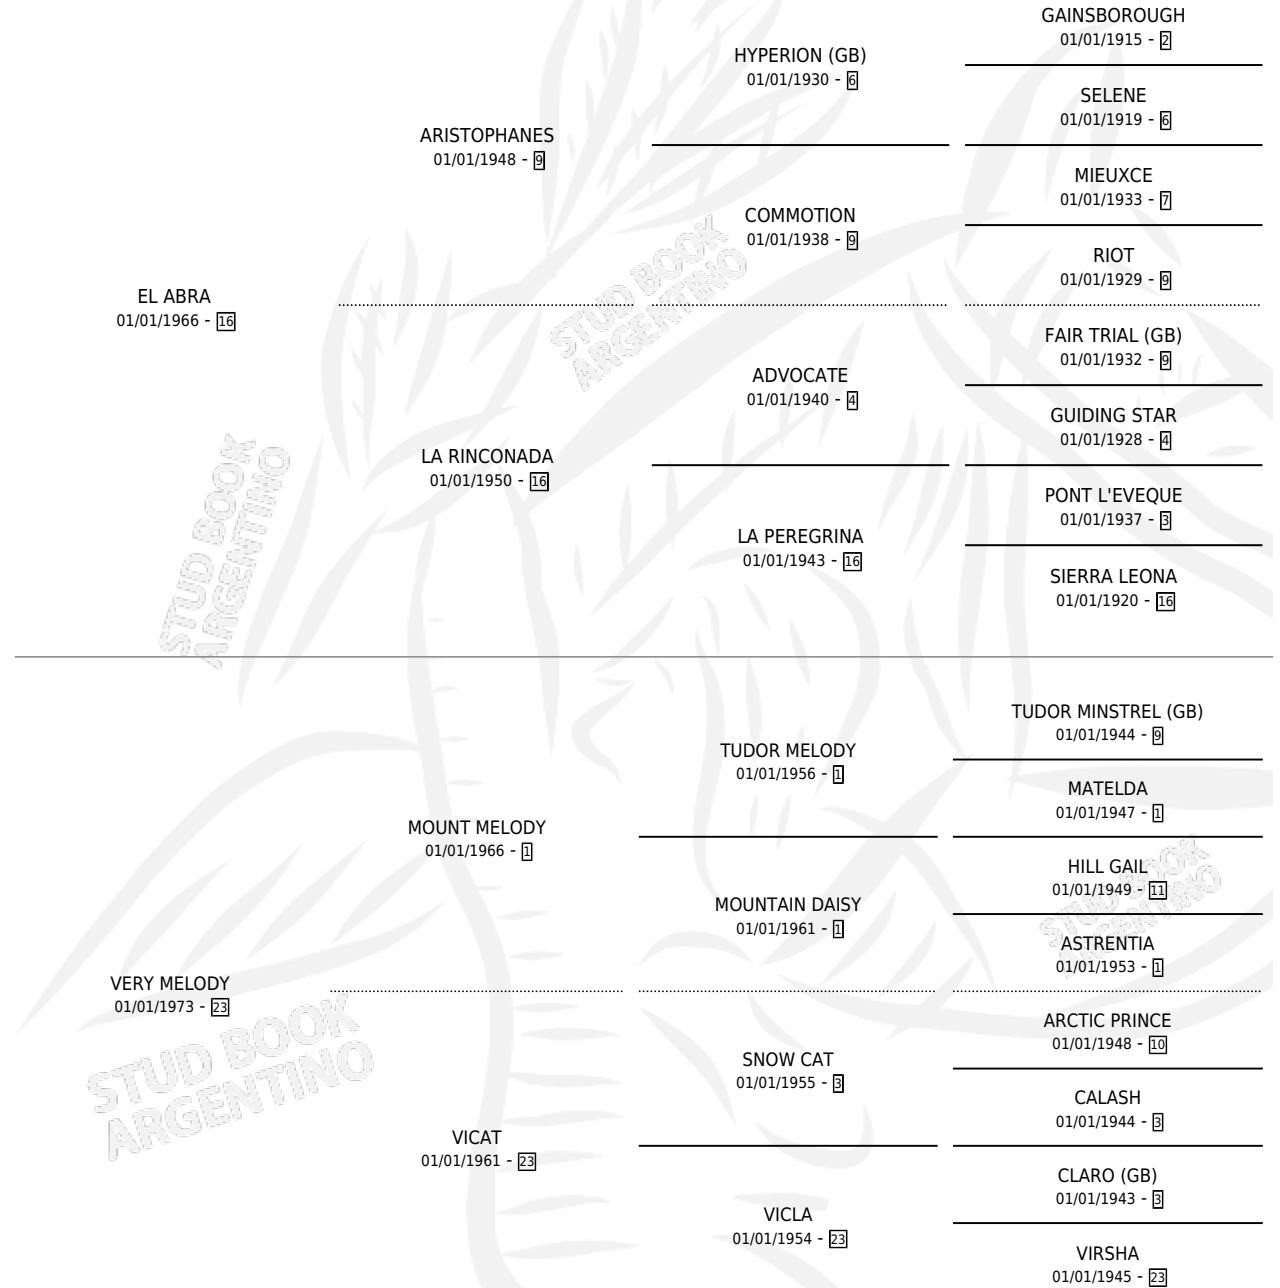 GAINSBOROUGH
01/01/1915 - 2
HYPERION (GB)
01/01/1930 - 6
SELENE
01/01/1919 - 6
ARISTOPHANES
01/01/1948 - 9
MIEUXCE
01/01/1933 - 7
COMMOTION
01/01/1938 - 9
RIOT
01/01/1929 - 9
EL ABRA
01/01/1966 - 16
STUD BOOK
ARGENTINO
FAIR TRIAL (GB)
01/01/1932 - 9
ADVOCATE
01/01/1940 - 4
GUIDING STAR
01/01/1928 - 4
LA RINCONADA
01/01/1950 - 16
PONT L'EVEQUE
01/01/1937 - 3
LA PEREGRINA
01/01/1943 - 16
SIERRA LEONA
01/01/1920 - 16
STUD BOOK
ARGENTINO
TUDOR MINSTREL (GB)
01/01/1944 - 9
TUDOR MELODY
01/01/1956 - 1
MATELDA
01/01/1947 - 1
MOUNT MELODY
01/01/1966 - 1
HILL GAIL
01/01/1949 - 11
MOUNTAIN DAISY
01/01/1961 - 1
STUD BOOK
ARGENTINO
ASTRENTIA
01/01/1953 - 1
VERY MELODY
01/01/1973 - 23
STUD BOOK
ARGENTINO
ARCTIC PRINCE
01/01/1948 - 10
SNOW CAT
01/01/1955 - 3
CALASH
01/01/1944 - 3
VICAT
01/01/1961 - 23
CLARO (GB)
01/01/1943 - 3
VICLA
01/01/1954 - 23
VIRSHA
01/01/1945 - 23